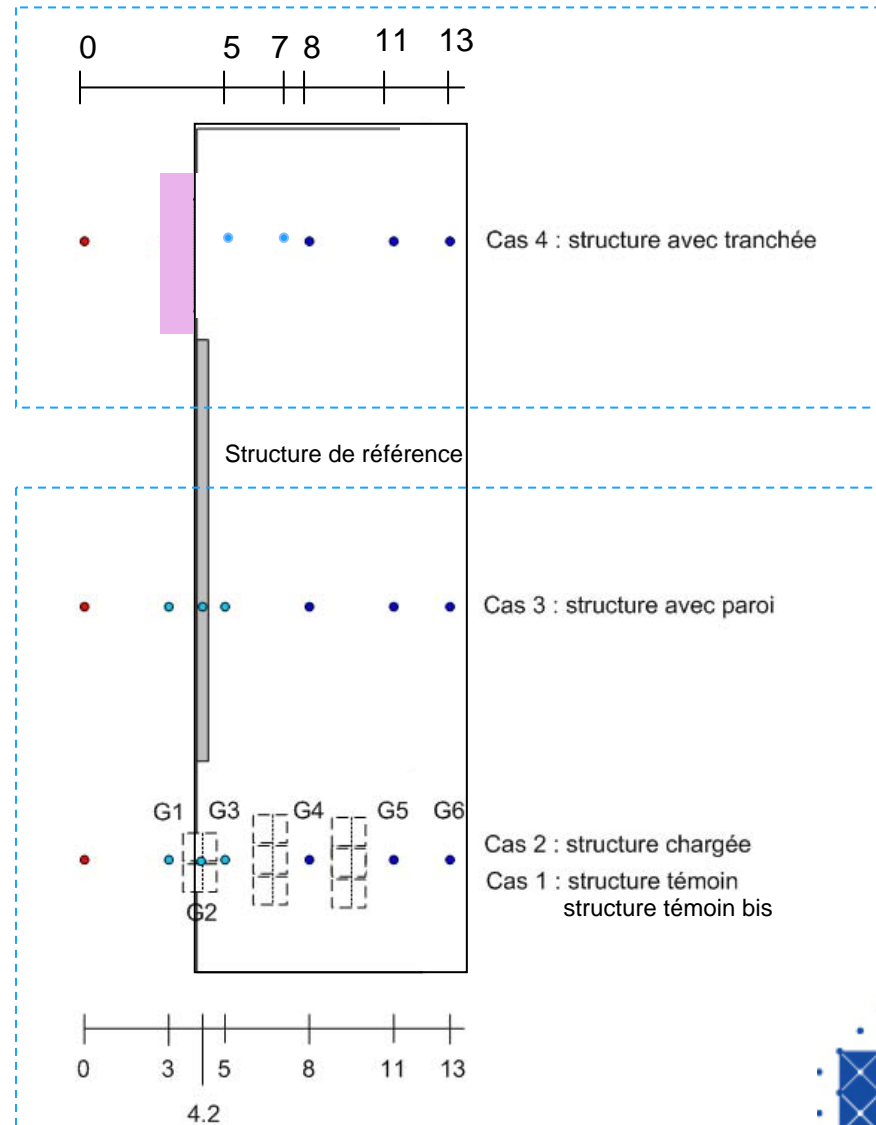 0 5 7 8 11 13
Cas 4 : structure avec tranchée
Structure de référence
Cas 3 : structure avec paroi
G1 G3 G4 G5 G6
G2
Cas 2 : structure chargée
Cas 1 : structure témoin
structure témoin bis
0 3 5 8 11 13
4.2